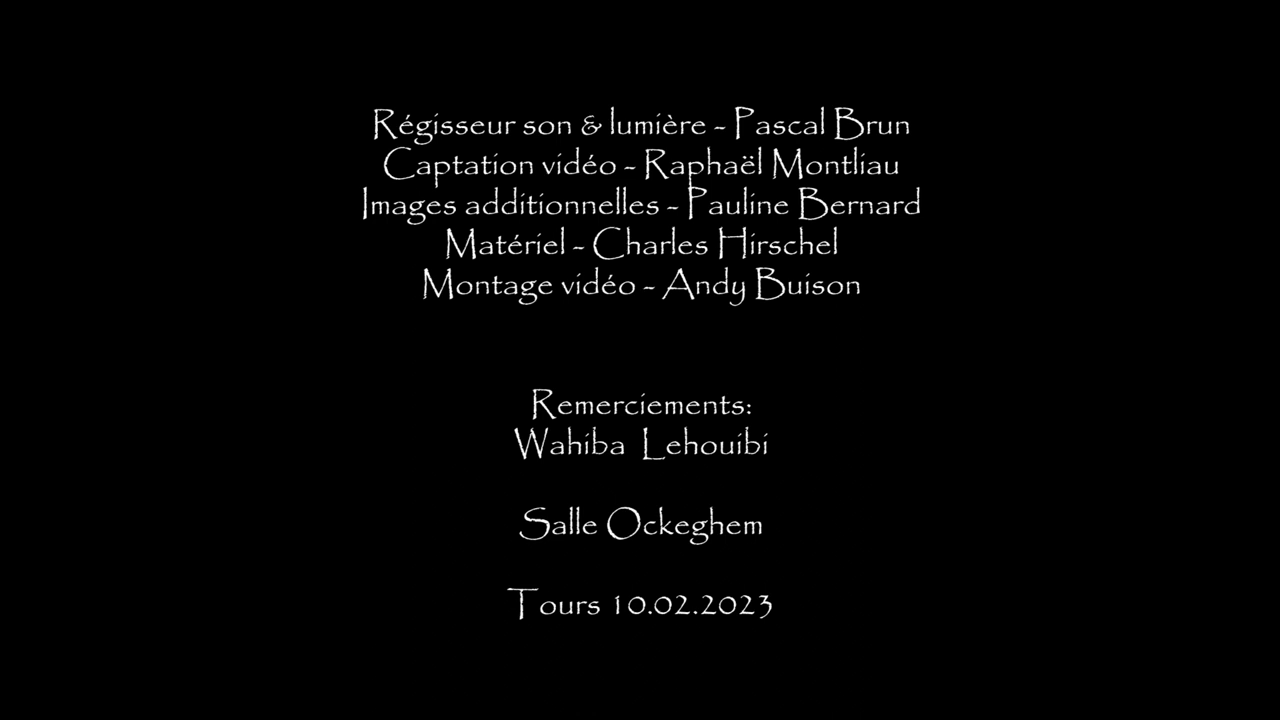 Régisseur son & lumière - Pascal Brun
Captation vidéo - Raphaël Montliau
Images additionnelles - Pauline Bernard
Matériel - Charles Hirschel
Montage vidéo - Andy Buison
Remerciements:
Wahiba Lehouibi
Salle Ockeghem
Tours 10.02.2023